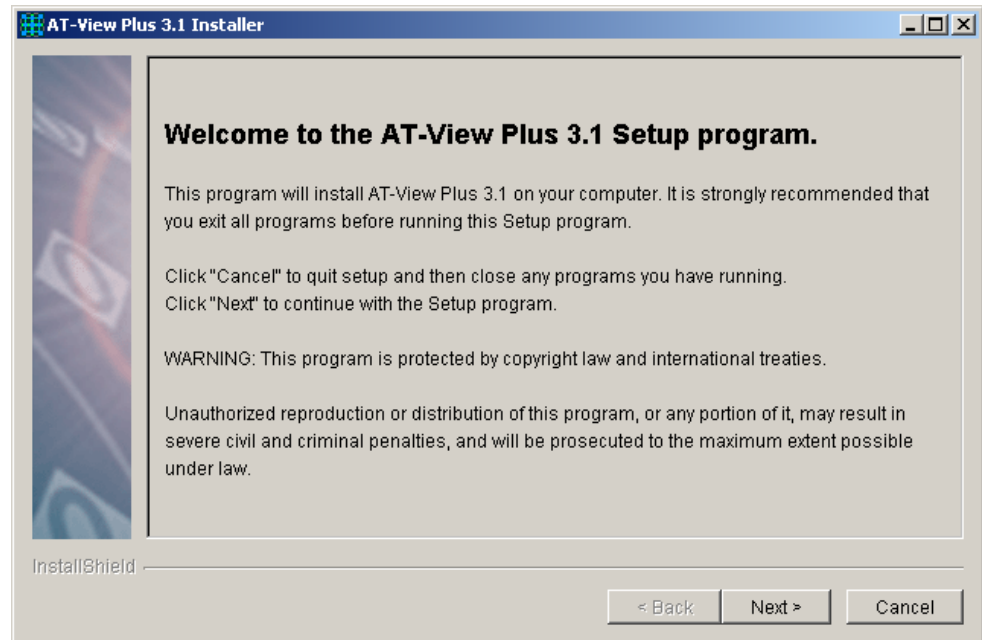 AT-View Plus 3.1 Installer
Welcome to the AT-View Plus 3.1 Setup program.
This program will install AT-View Plus 3.1 on your computer. It is strongly recommended that
you exit all programs before running this Setup program.
Click "Cancel" to quit setup and then close any programs you have running.
Click "Next" to continue with the Setup program.
WARNING: This program is protected by copyright law and international treaties.
Unauthorized reproduction or distribution of this program, or any portion of it, may result in
severe civil and criminal penalties, and will be prosecuted to the maximum extent possible
under law.
InstallShield
< Back Next > Cancel